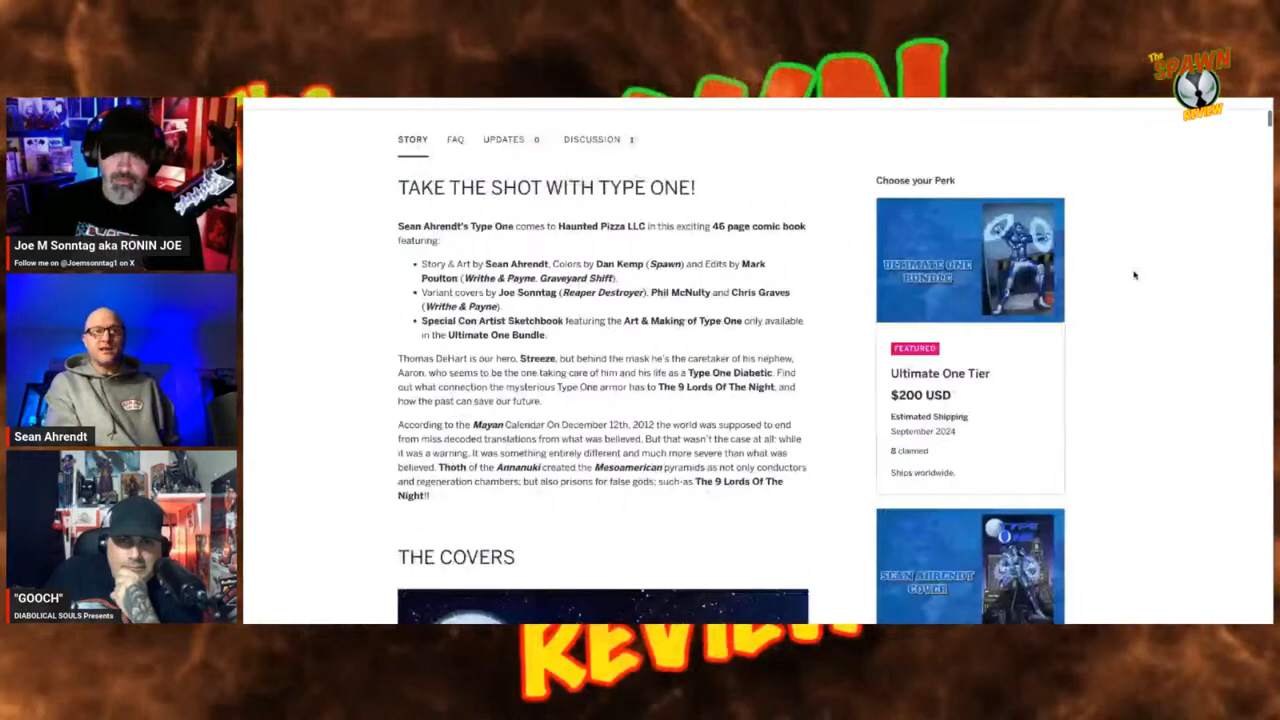 The
SPAWN
REVIEW
Joe M Sonntag aka RONIN JOE
Follow me on @Joemsonntag1 on X
Sean Ahrendt
"GOOCH"
DIABOLICAL SOULS Presents
STORY FAQ UPDATES 0 DISCUSSION 1
TAKE THE SHOT WITH TYPE ONE!
Sean Ahrendt's Type One comes to Haunted Pizza LLC in this exciting 46 page comic book
featuring:
• Story & Art by Sean Ahrendt, Colors by Dan Kemp (Spawn) and Edits by Mark
Poulton (Writhe & Payne, Graveyard Shift).
• Variant covers by Joe Sonntag (Reaper Destroyer), Phil McNulty and Chris Graves
(Writhe & Payne)
• Special Con Artist Sketchbook featuring the Art & Making of Type One only available
in the Ultimate One Bundle.
Thomas DeHart is our hero, Streeze, but behind the mask he's the caretaker of his nephew,
Aaron, who seems to be the one taking care of him and his life as a Type One Diabetic. Find
out what connection the mysterious Type One armor has to The 9 Lords Of The Night, and
how the past can save our future.
According to the Mayan Calendar On December 12th, 2012 the world was supposed to end
from miss decoded translations from what was believed. But that wasn't the case at all: while
it was a warning. It was something entirely different and much more severe than what was
believed. Thoth of the Annanuki created the Mesoamerican pyramids as not only conductors
and regeneration chambers; but also prisons for false gods; such-as The 9 Lords Of The
Night!!
THE COVERS
Choose your Perk
ULTIMATE ONE
BUNDLE
FEATURED
Ultimate One Tier
$200 USD
Estimated Shipping
September 2024
8 claimed
Ships worldwide.
SEAN AHRENDT
COVER
TYPE
ONE
REVIEW